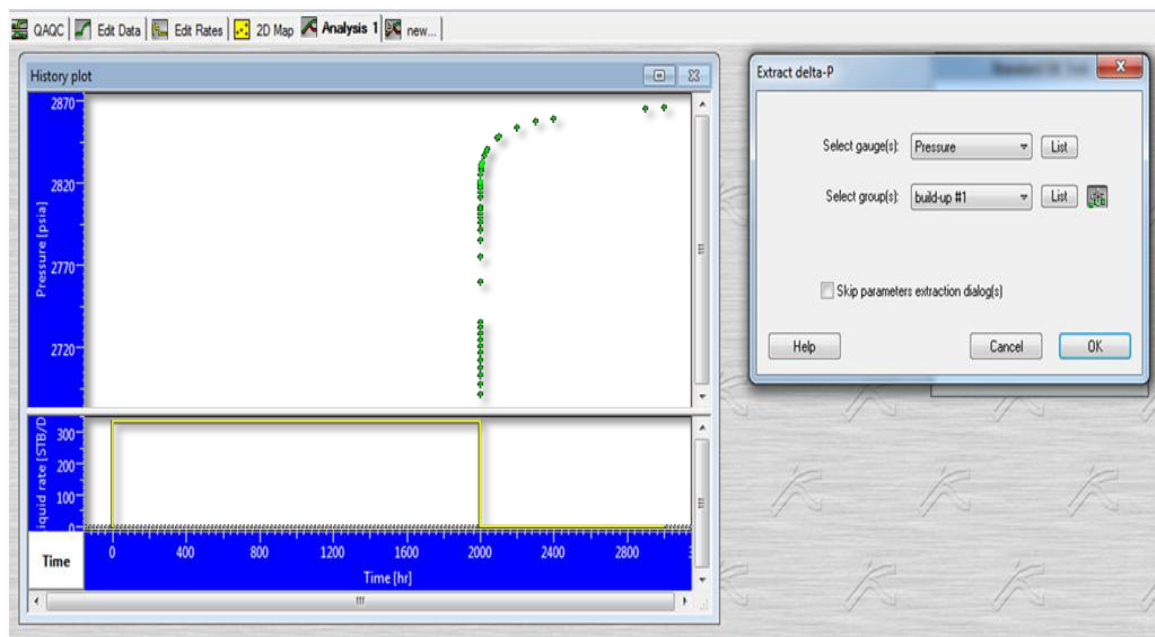 QAQC Edit Data Edit Rates 2D Map Analysis 1 new...
History plot
2870
2820
2770
2720
Pressure [psia]
300
200
100
0
iquid rate [STB/D
Time
0 400 800 1200 1600 2000 2400 2800
Time [hr]
Extract delta-P
Select gauge(s): Pressure List
Select group(s): build-up #1 List
Skip parameters extraction dialog(s)
Help Cancel OK